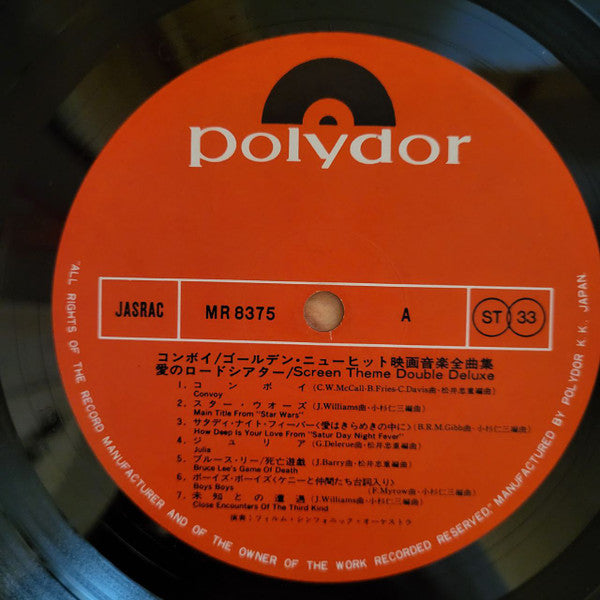 polydor
JASRAC
MR 8375
A
ST 33
コンボイ/ゴールデン・ニューヒット映画音楽全曲集
愛のロードシアター/Screen Theme Double Deluxe
1. コンボイ (C.W.McCall-B.Fries-C.Davis曲・松井忠重編曲)
Convoy
2. スター・ウォーズ (J.Williams曲・小杉仁三編曲)
Main Title From "Star Wars"
3. サタデイ・ナイト・フィーバー<愛はきらめきの中に> (B.R.M.Gibb曲・小杉仁三編曲)
How Deep Is Your Love From "Satur Day Night Fever"
4. ジュリア (G.Delerue曲・松井忠重編曲)
Julia
5. ブルース・リー/死亡遊戯 (J.Barry曲・松井忠重編曲)
Bruce Lee's Game Of Death
6. ボーイズ・ボーイズ<ケニーと仲間たち台詞入り> (F.Myrow曲・小杉仁三編曲)
Boys Boys
7. 未知との遭遇 (J.Williams曲・小杉仁三編曲)
Close Encounters Of The Third Kind
演奏:フィルム・シンフォニック・オーケストラ
"ALL RIGHTS OF THE RECORD MANUFACTURER AND OF THE OWNER OF THE WORK RECORDED RESERVED" MANUFACTURED BY POLYDOR K.K. JAPAN.